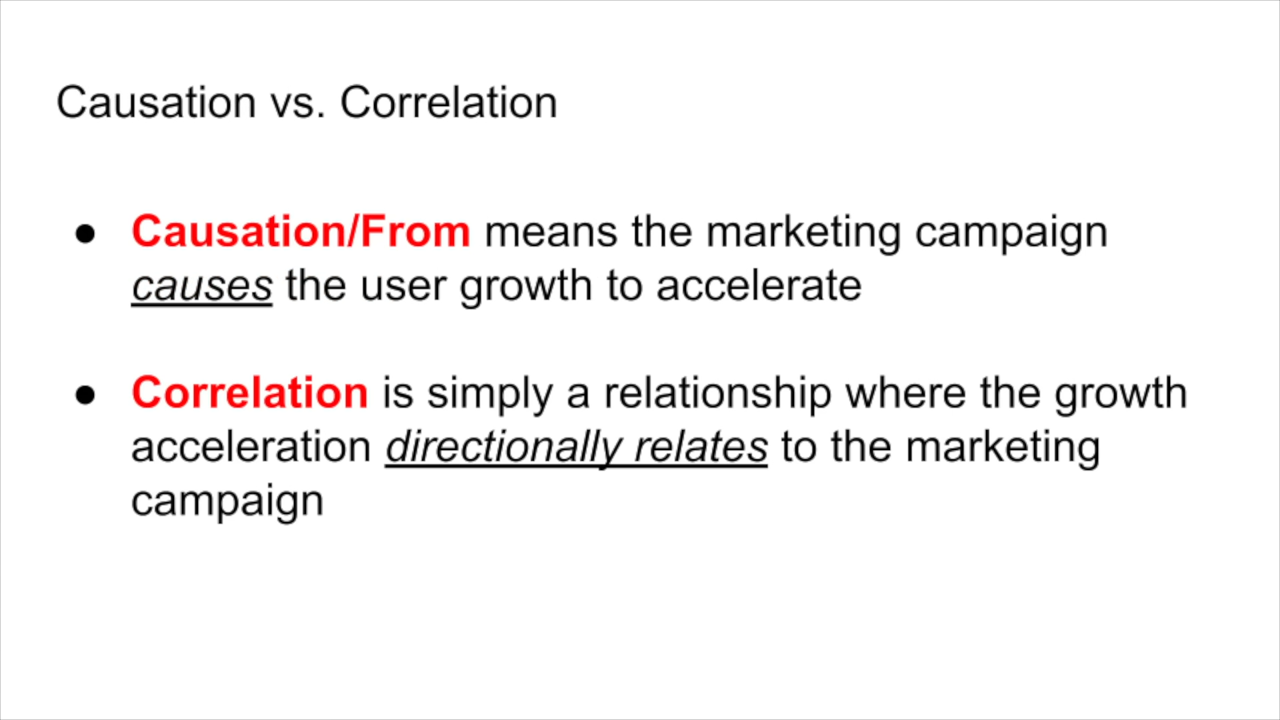 Causation vs. Correlation
● Causation/From means the marketing campaign
causes the user growth to accelerate
● Correlation is simply a relationship where the growth
acceleration directionally relates to the marketing
campaign